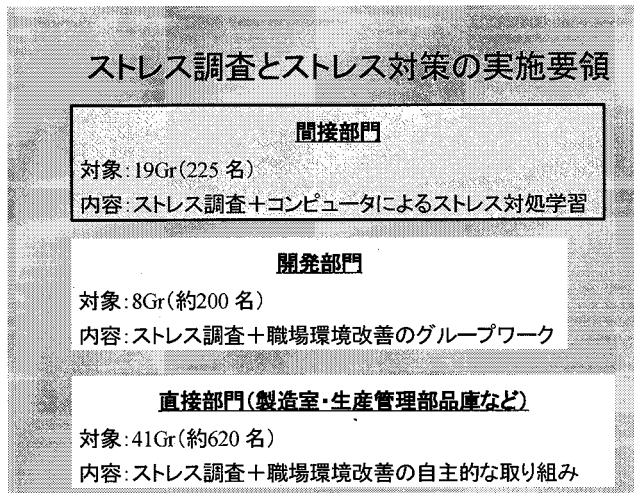 ストレス調査とストレス対策の実施要領
間接部門
対象:19Gr(225 名)
内容:ストレス調査+コンピュータによるストレス対処学習
開発部門
対象:8Gr(約200 名)
内容:ストレス調査+職場環境改善のグループワーク
直接部門(製造室・生産管理部品庫など)
対象:41Gr(約620 名)
内容:ストレス調査+職場環境改善の自主的な取り組み